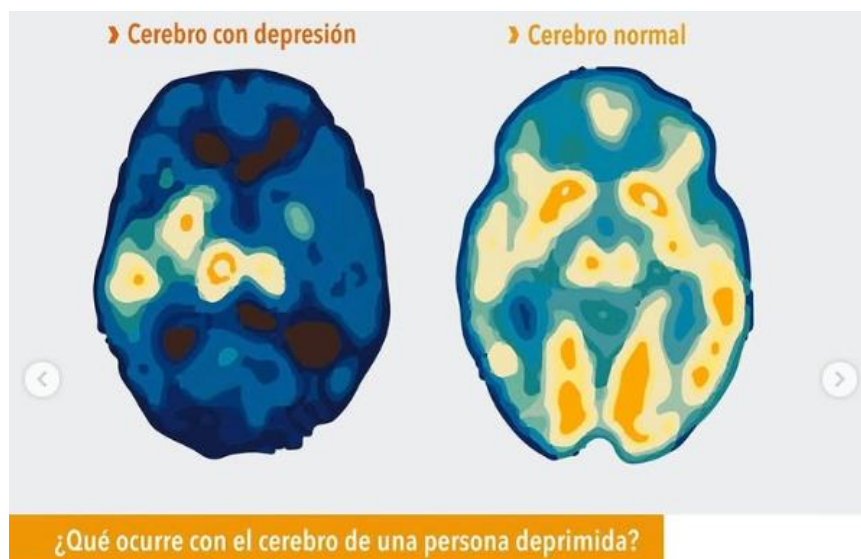 ❱ Cerebro con depresión
❱ Cerebro normal
¿Qué ocurre con el cerebro de una persona deprimida?